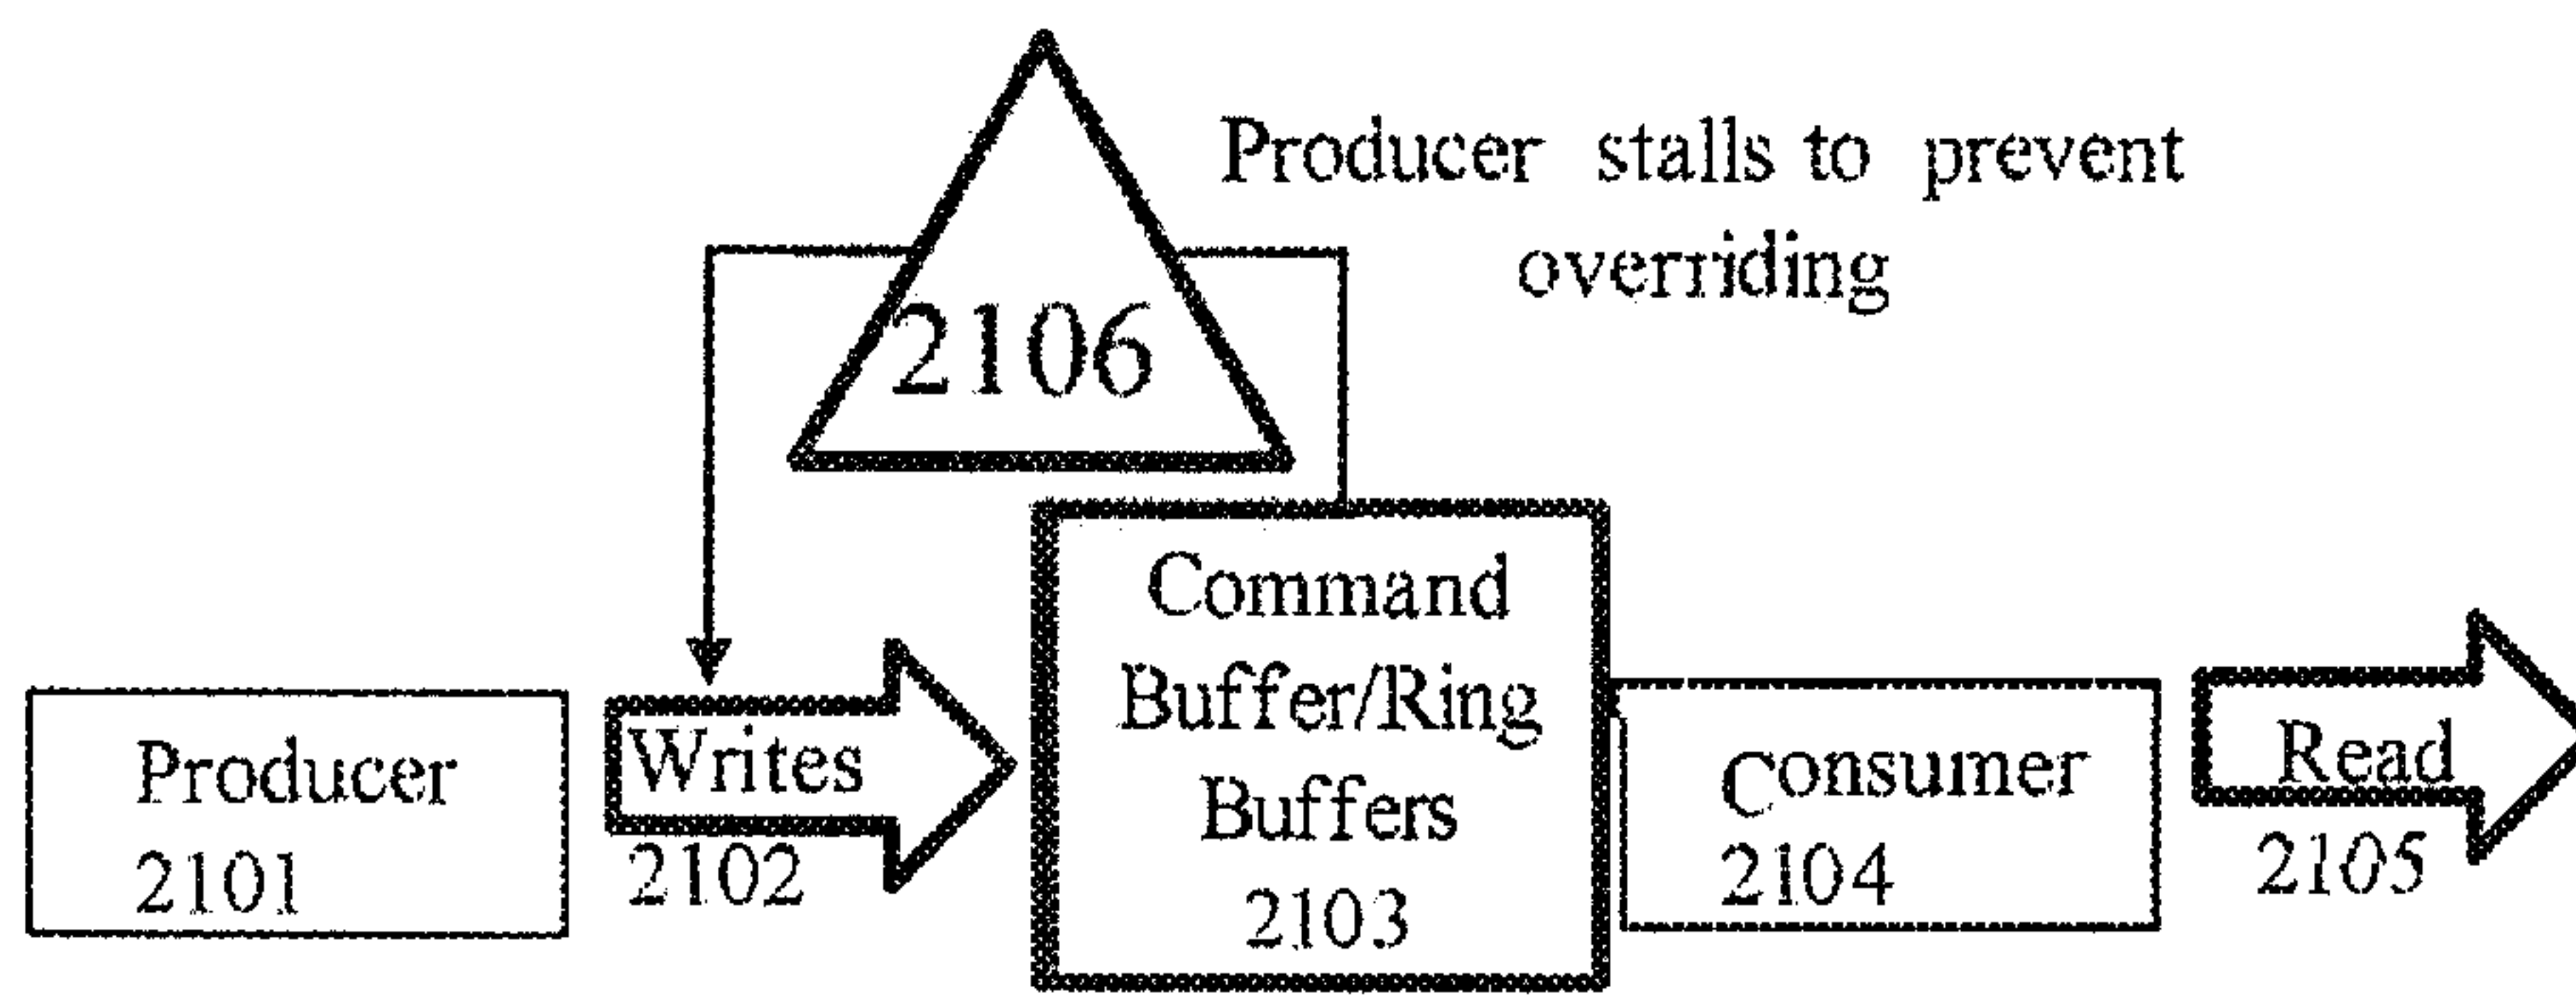 Producer stalls to prevent
overriding
2106
Producer
2101
Writes
2102
Command
Buffer/Ring
Buffers
2103
Consumer
2104
Read
2105